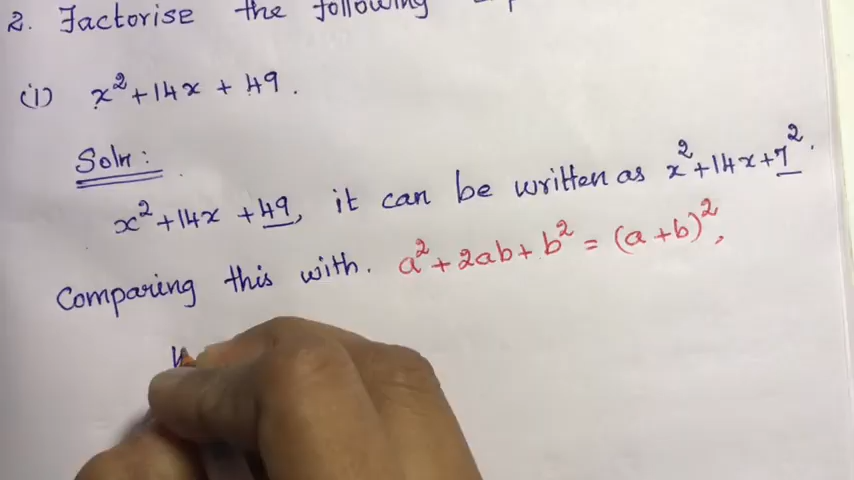 2. Factorise the following
(i) x² + 14x + 49.
Soln:
x² + 14x + 49, it can be written as x² + 14x + 7².
Comparing this with. a² + 2ab + b² = (a + b)²,